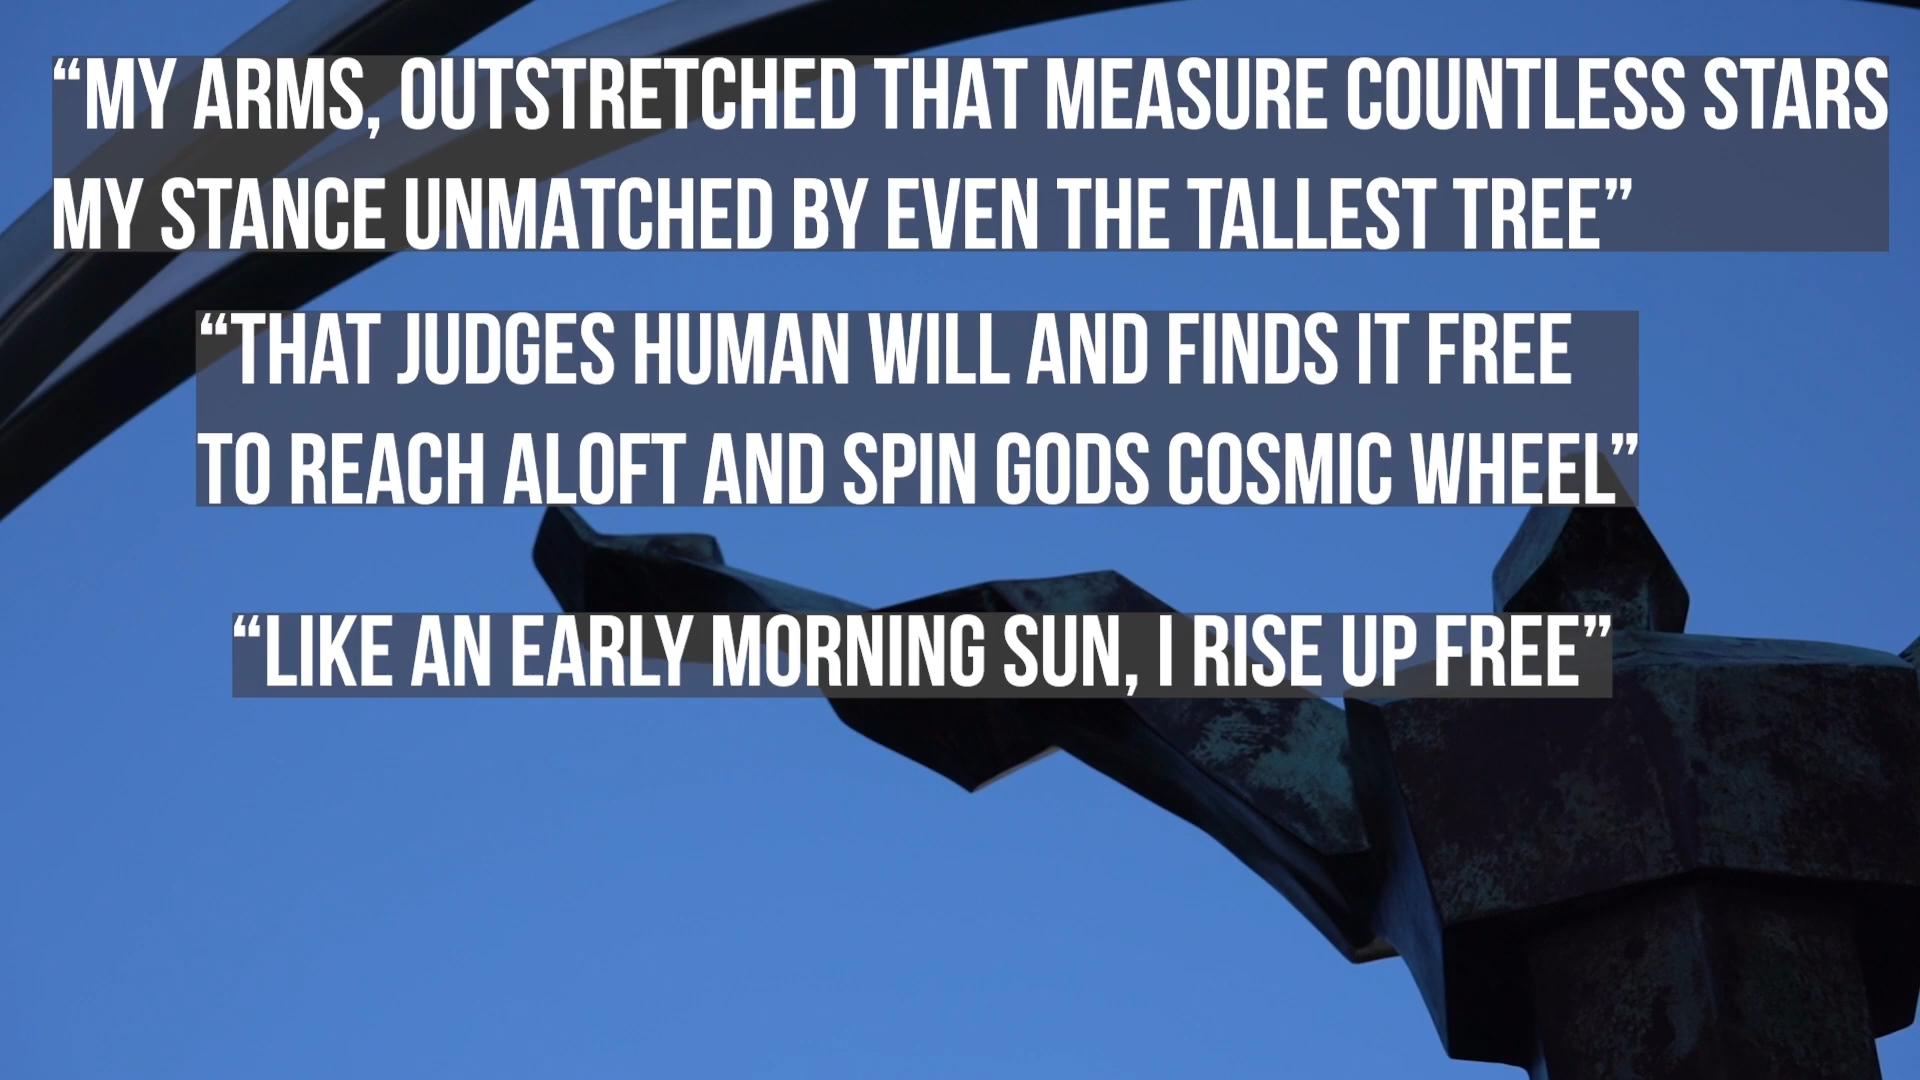 “MY ARMS, OUTSTRETCHED THAT MEASURE COUNTLESS STARS
MY STANCE UNMATCHED BY EVEN THE TALLEST TREE”
“THAT JUDGES HUMAN WILL AND FINDS IT FREE
TO REACH ALOFT AND SPIN GODS COSMIC WHEEL”
“LIKE AN EARLY MORNING SUN, I RISE UP FREE”